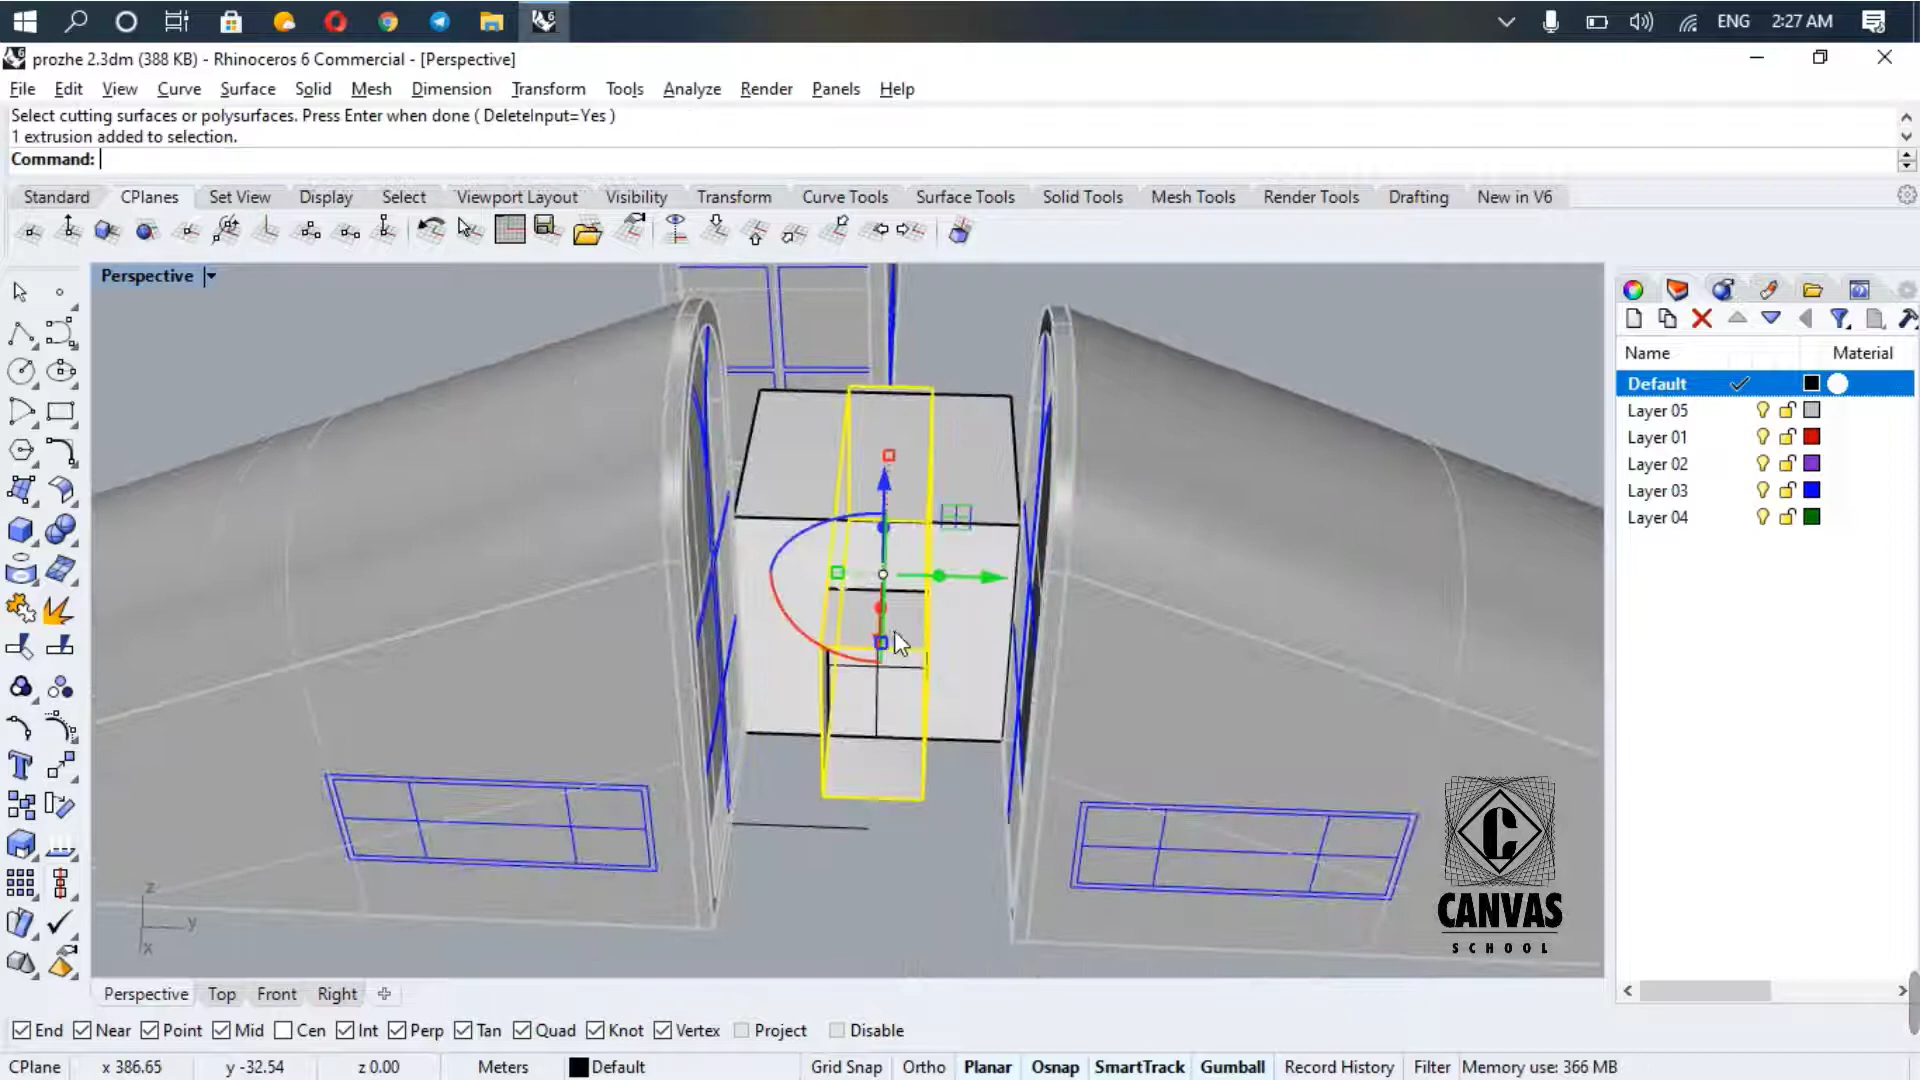 ENG 2:27 AM
prozhe 2.3dm (388 KB) - Rhinoceros 6 Commercial - [Perspective]
File Edit View Curve Surface Solid Mesh Dimension Transform Tools Analyze Render Panels Help
Select cutting surfaces or polysurfaces. Press Enter when done ( DeleteInput=Yes )
1 extrusion added to selection.
Command:
Standard CPlanes Set View Display Select Viewport Layout Visibility Transform Curve Tools Surface Tools Solid Tools Mesh Tools Render Tools Drafting New in V6
Perspective
Name Material
Default
Layer 05
Layer 01
Layer 02
Layer 03
Layer 04
z
y
x
CANVAS
SCHOOL
Perspective Top Front Right
End Near Point Mid Cen Int Perp Tan Quad Knot Vertex Project Disable
CPlane x 386.65 y -32.54 z 0.00 Meters Default Grid Snap Ortho Planar Osnap SmartTrack Gumball Record History Filter Memory use: 366 MB